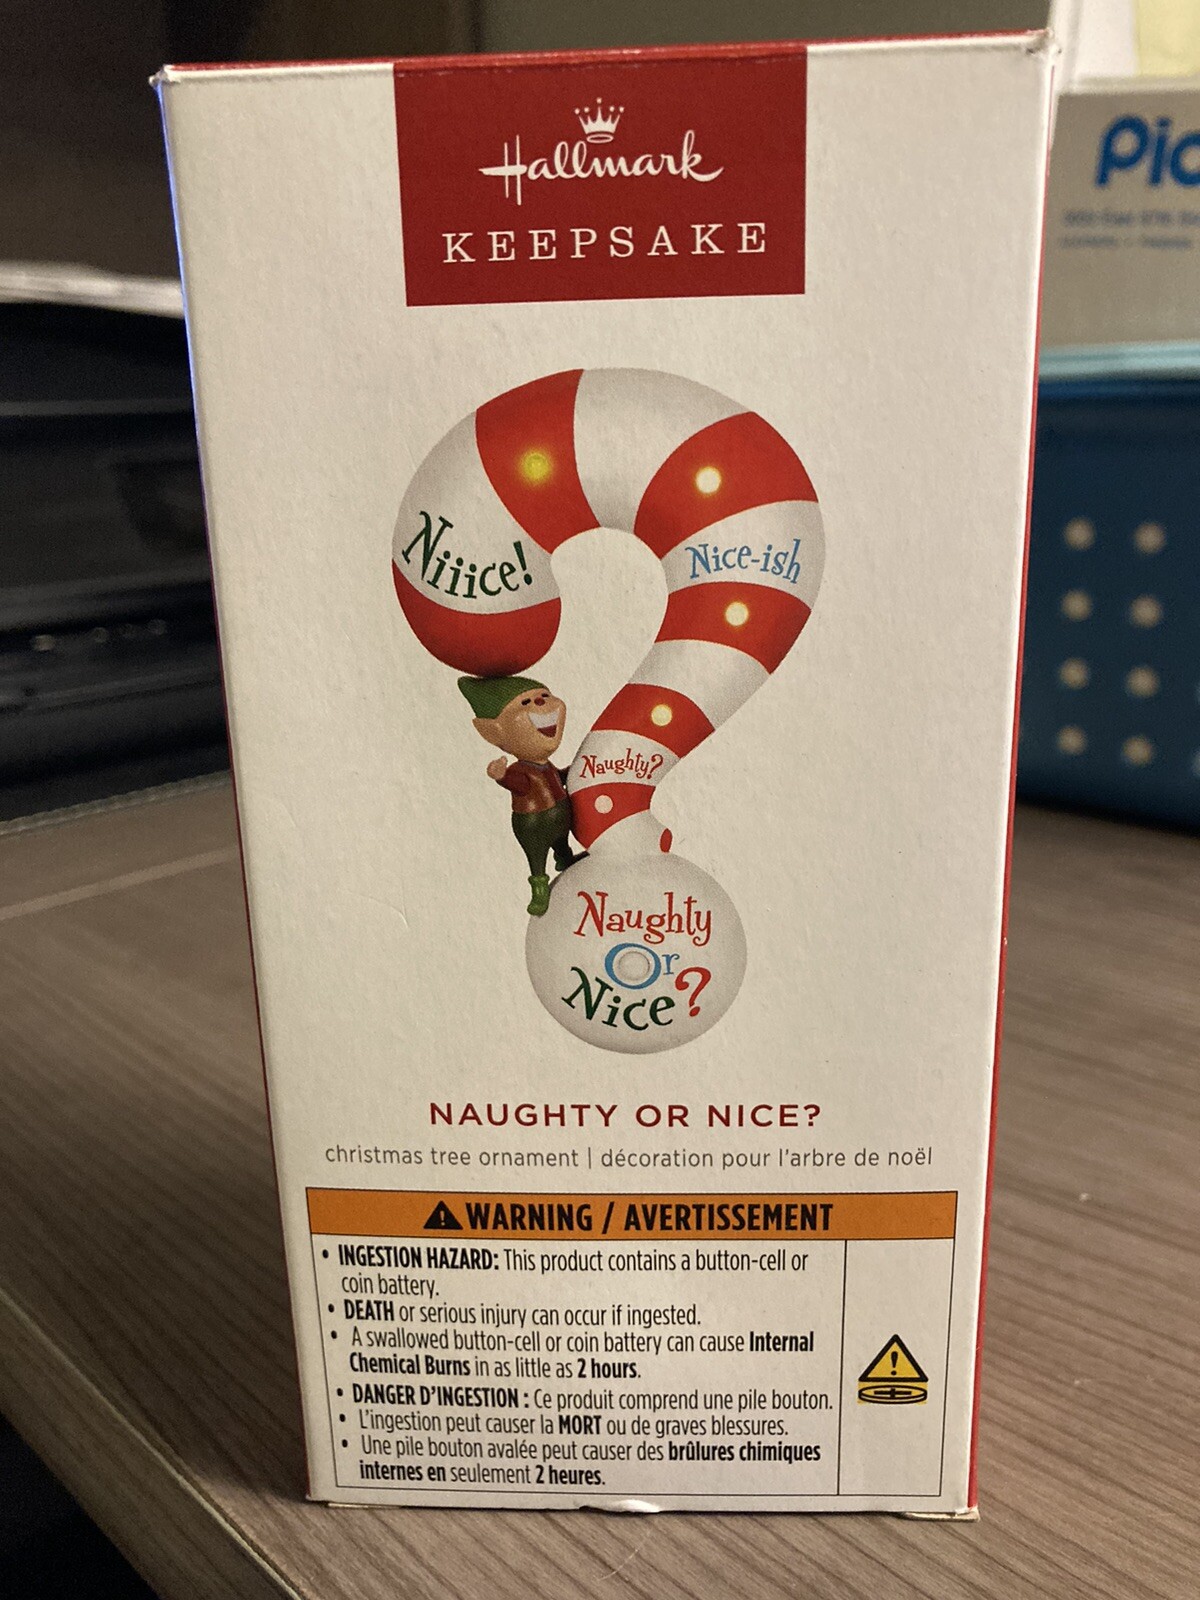 Hallmark
KEEPSAKE
Niiice!
Nice-ish
Naughty?
Naughty
Or
Nice?
NAUGHTY OR NICE?
christmas tree ornament | décoration pour l'arbre de noël
WARNING / AVERTISSEMENT
• INGESTION HAZARD: This product contains a button-cell or
coin battery.
• DEATH or serious injury can occur if ingested.
• A swallowed button-cell or coin battery can cause Internal
Chemical Burns in as little as 2 hours.
• DANGER D'INGESTION : Ce produit comprend une pile bouton.
• L'ingestion peut causer la MORT ou de graves blessures.
• Une pile bouton avalée peut causer des brûlures chimiques
internes en seulement 2 heures.